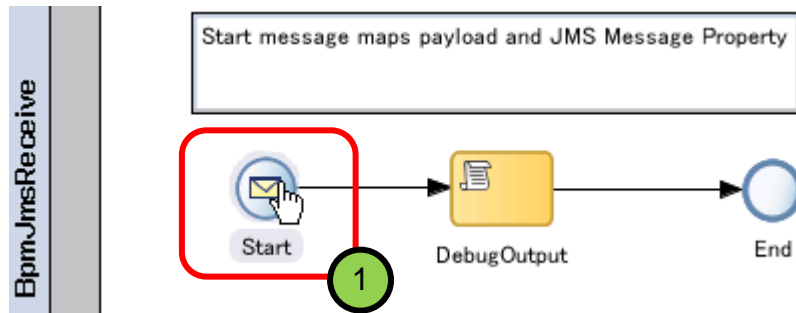 BpmJmsReceive
Start message maps payload and JMS Message Property
Start
DebugOutput
End
1